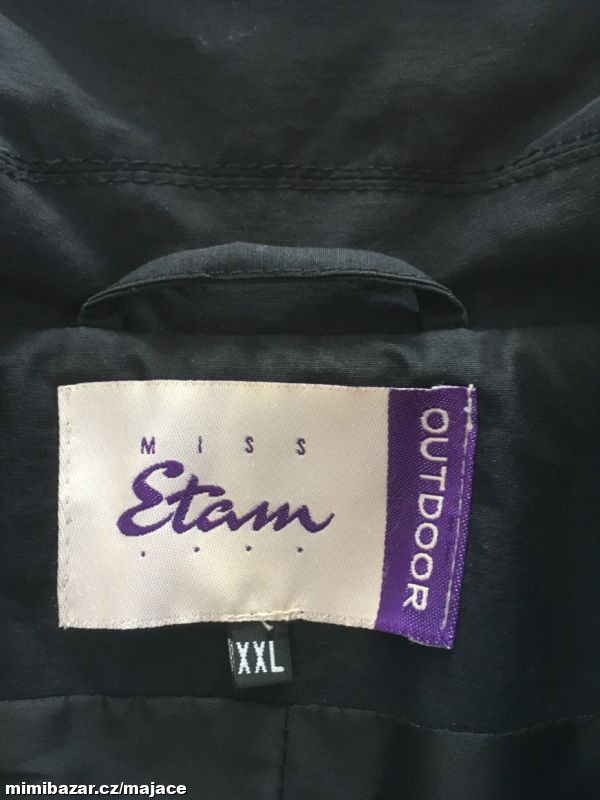 MISS
Etam
OUTDOOR
XXL
mimibazar.cz/majace